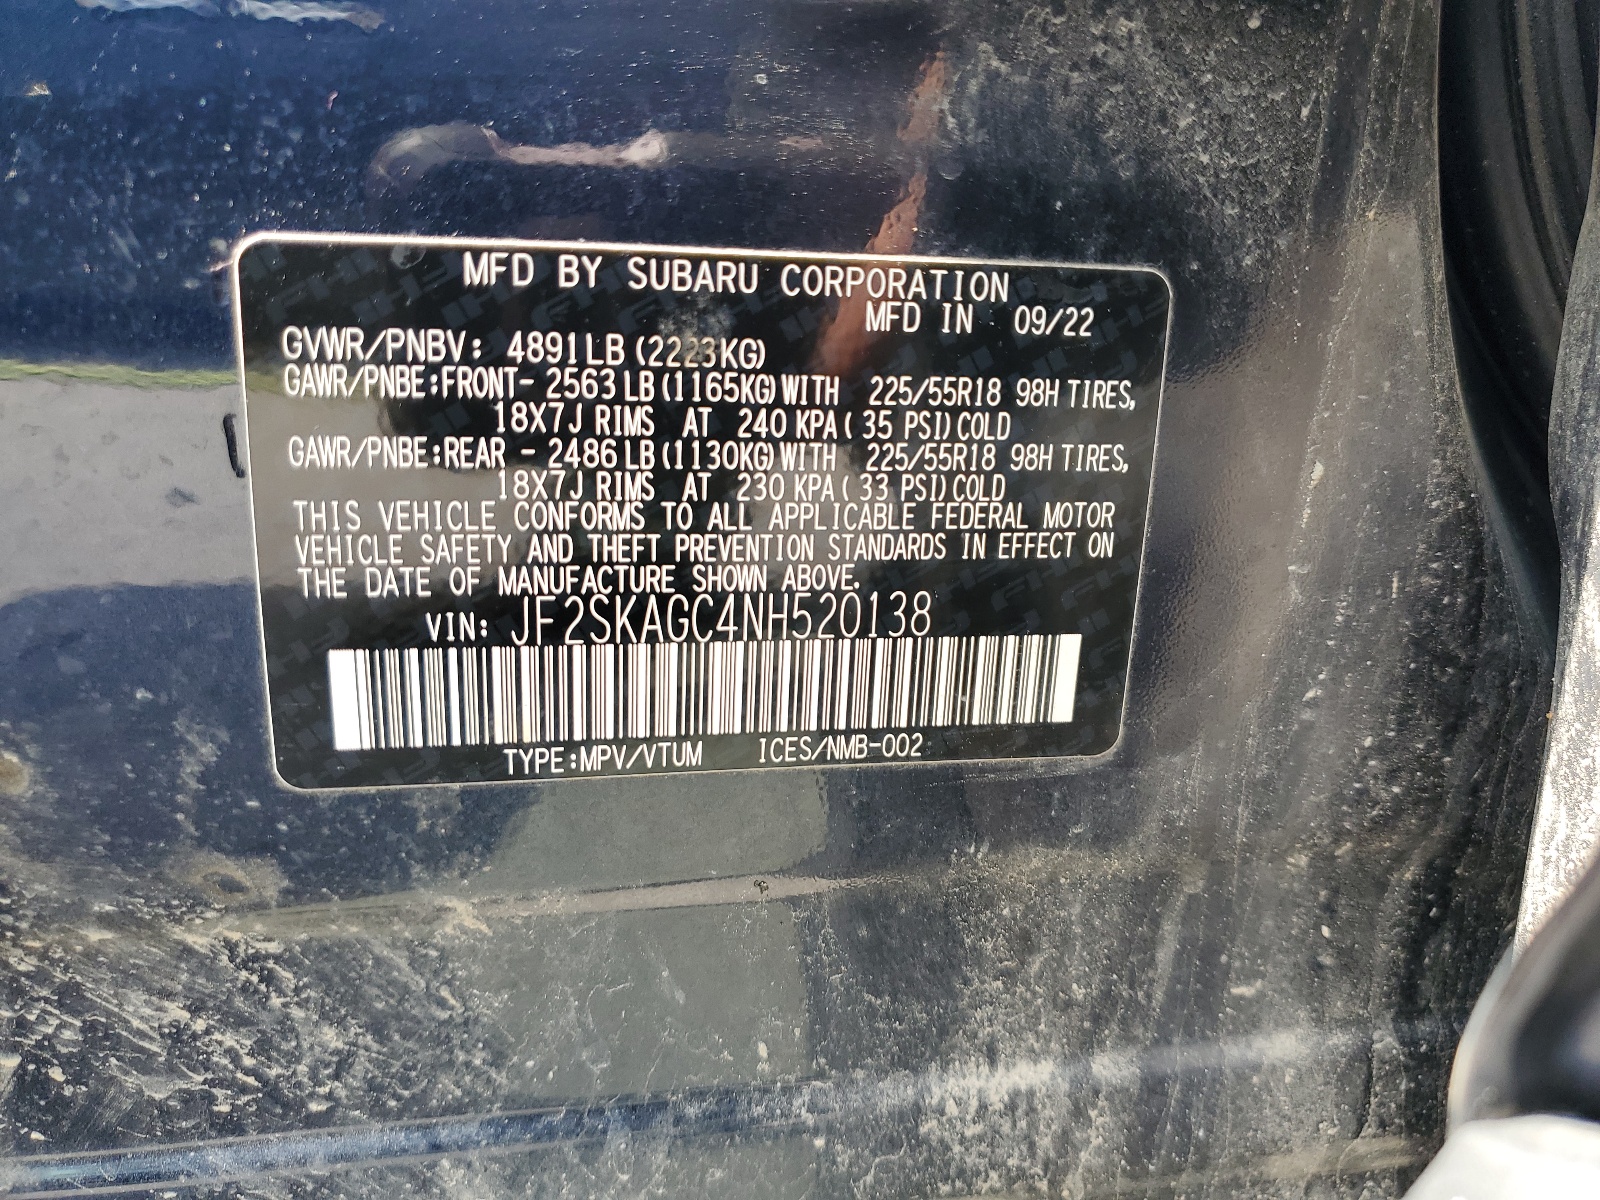 MFD BY SUBARU CORPORATION
MFD IN 09/22
GVWR/PNBV: 4891LB (2223KG)
GAWR/PNBE:FRONT- 2563 LB (1165KG) WITH 225/55R18 98H TIRES,
18X7J RIMS AT 240 KPA ( 35 PSI) COLD
GAWR/PNBE:REAR - 2486 LB (1130KG) WITH 225/55R18 98H TIRES,
18X7J RIMS AT 230 KPA ( 33 PSI) COLD
THIS VEHICLE CONFORMS TO ALL APPLICABLE FEDERAL MOTOR
VEHICLE SAFETY AND THEFT PREVENTION STANDARDS IN EFFECT ON
THE DATE OF MANUFACTURE SHOWN ABOVE.
VIN: JF2SKAGC4NH520138
TYPE:MPV/VTUM ICES/NMB-002